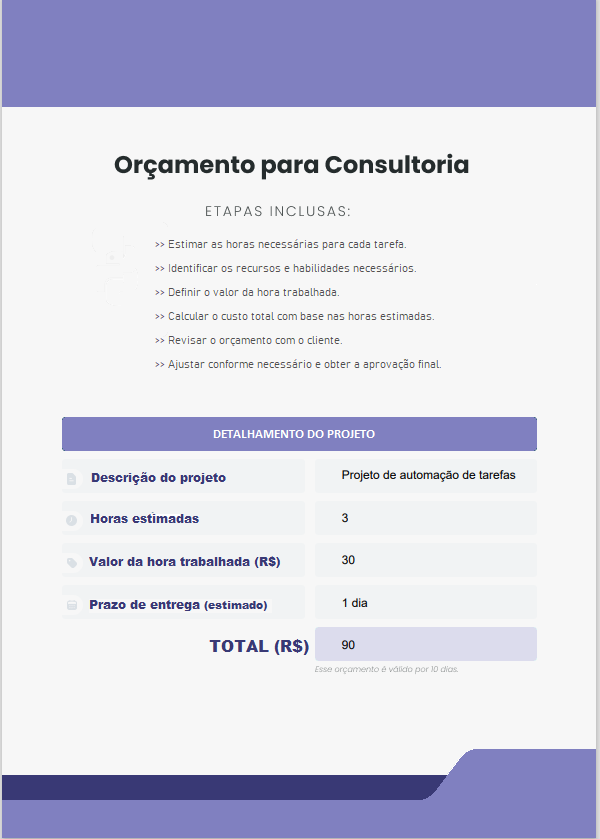 Orçamento para Consultoria
ETAPAS INCLUSAS:
>> Estimar as horas necessárias para cada tarefa.
>> Identificar os recursos e habilidades necessários.
>> Definir o valor da hora trabalhada.
>> Calcular o custo total com base nas horas estimadas.
>> Revisar o orçamento com o cliente.
>> Ajustar conforme necessário e obter a aprovação final.
DETALHAMENTO DO PROJETO
Descrição do projeto Projeto de automação de tarefas
Horas estimadas 3
Valor da hora trabalhada (R$) 30
Prazo de entrega (estimado) 1 dia
TOTAL (R$) 90
Esse orçamento é válido por 10 dias.